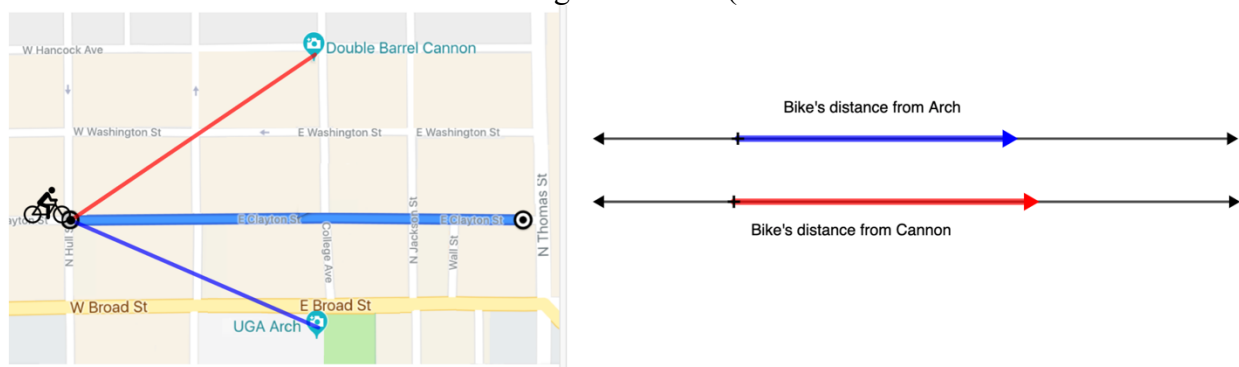 W Hancock Ave
Double Barrel Cannon
W Washington St
E Washington St
E Washington St
E Clayton St
E Clayton St
N Hull S
College Ave
N Jackson St
Wall St
N Thomas St
W Broad St
E Broad St
UGA Arch
Bike's distance from Arch
Bike's distance from Cannon